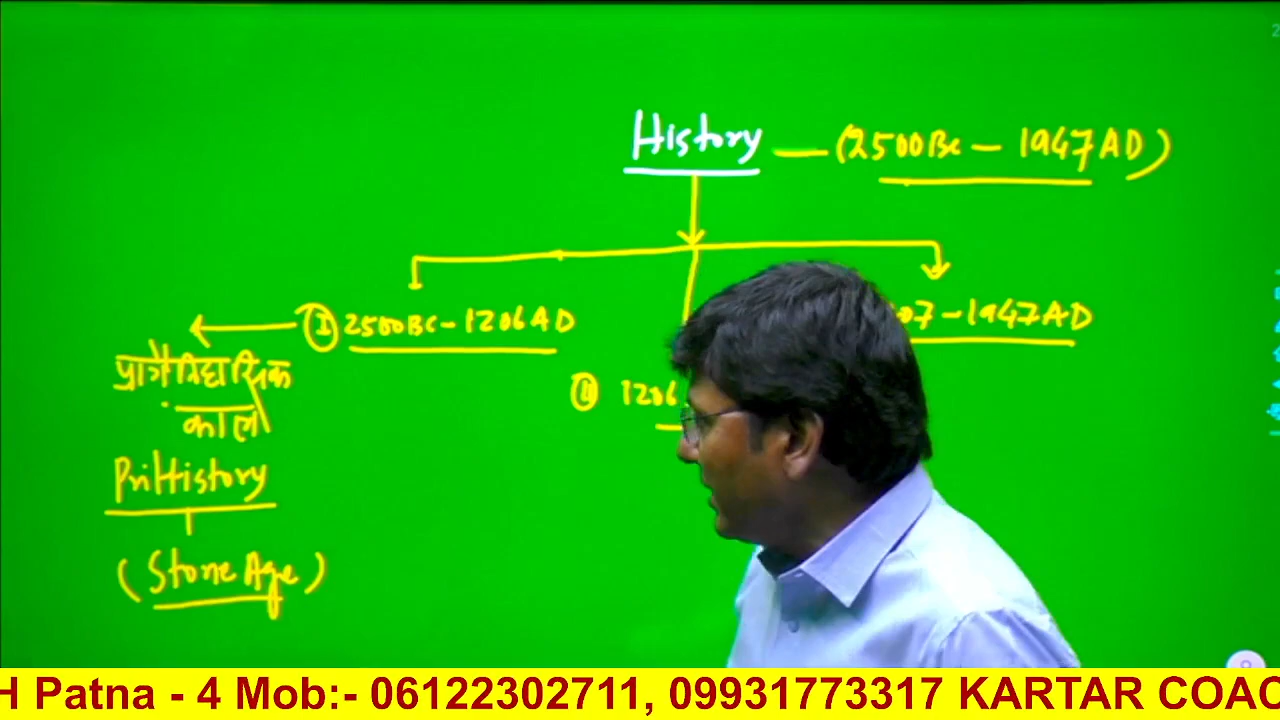 History — (2500BC — 1947AD)
① 2500BC - 1206AD
07 - 1947AD
② 1206
प्रागैतिहासिक
काल
PriHistory
(Stone Age)
H Patna - 4 Mob:- 06122302711, 09931773317 KARTAR COAC